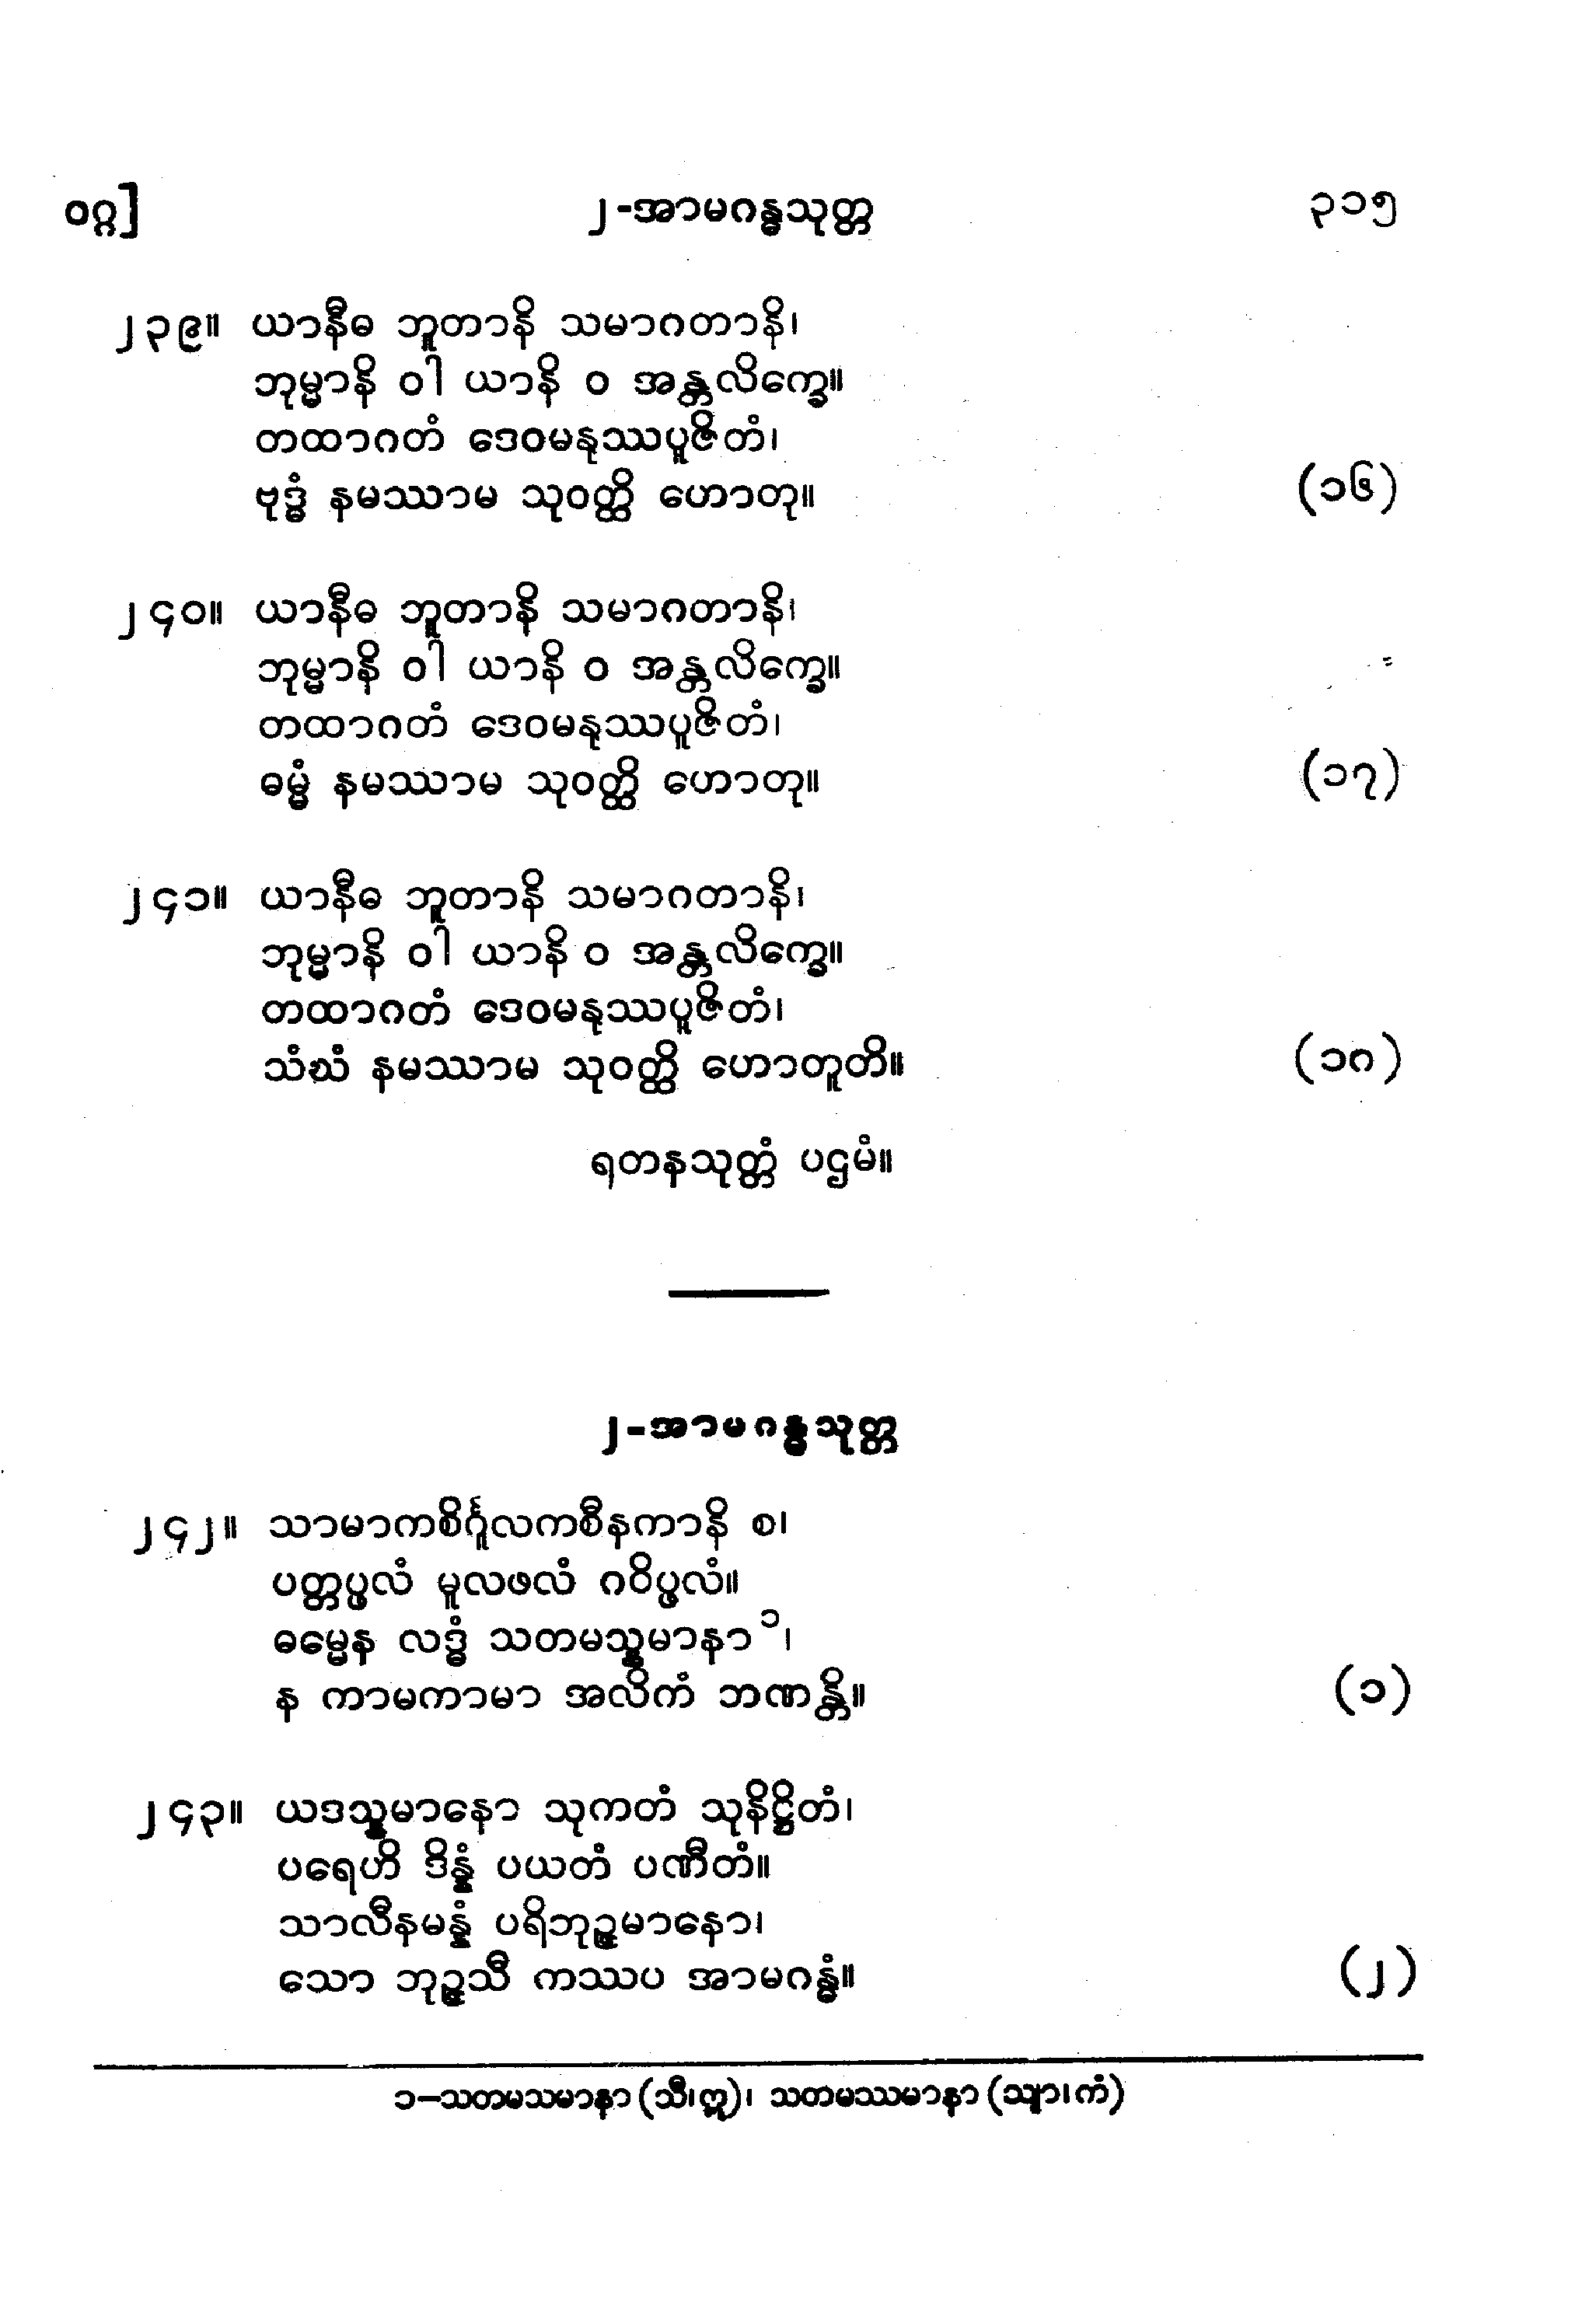 ဝဂ္ဂ]
၂-အာမဂန္ဓသုတ္တ
၃၁၅
၂၃၉။ ယာနီဓ ဘူတာနိ သမာဂတာနိ၊
ဘုမ္မာနိ ဝါ ယာနိ ဝ အန္တလိက္ခေ။
တထာဂတံ ဒေဝမနုဿပူဇိတံ၊
ဗုဒ္ဓံ နမဿာမ သုဝတ္ထိ ဟောတု။ (၁၆)
၂၄၀။ ယာနီဓ ဘူတာနိ သမာဂတာနိ၊
ဘုမ္မာနိ ဝါ ယာနိ ဝ အန္တလိက္ခေ။
တထာဂတံ ဒေဝမနုဿပူဇိတံ၊
ဓမ္မံ နမဿာမ သုဝတ္ထိ ဟောတု။ (၁၇)
၂၄၁။ ယာနီဓ ဘူတာနိ သမာဂတာနိ၊
ဘုမ္မာနိ ဝါ ယာနိ ဝ အန္တလိက္ခေ။
တထာဂတံ ဒေဝမနုဿပူဇိတံ၊
သံဃံ နမဿာမ သုဝတ္ထိ ဟောတူတိ။ (၁၈)
ရတနသုတ္တံ ပဌမံ။
၂-အာမဂန္ဓသုတ္တ
၂၄၂။ သာမာကစိင်္ဂူလကစီနကာနိ စ၊
ပတ္တပ္ဖလံ မူလဖလံ ဂဝိပ္ဖလံ။
ဓမ္မေန လဒ္ဓံ သတမသ္နမာနာ ၁၊
န ကာမကာမာ အလိကံ ဘဏန္တိ။ (၁)
၂၄၃။ ယဒသ္နမာနော သုကတံ သုနိဋ္ဌိတံ၊
ပရေဟိ ဒိန္နံ ပယတံ ပဏီတံ။
သာလီနမန္နံ ပရိဘုဉ္ဇမာနော၊
သော ဘုဉ္ဇသီ ကဿပ အာမဂန္ဓံ။ (၂)
၁–သတမသမာနာ (သီ၊ဣ)၊ သတမဿမာနာ (သျာ၊ကံ)